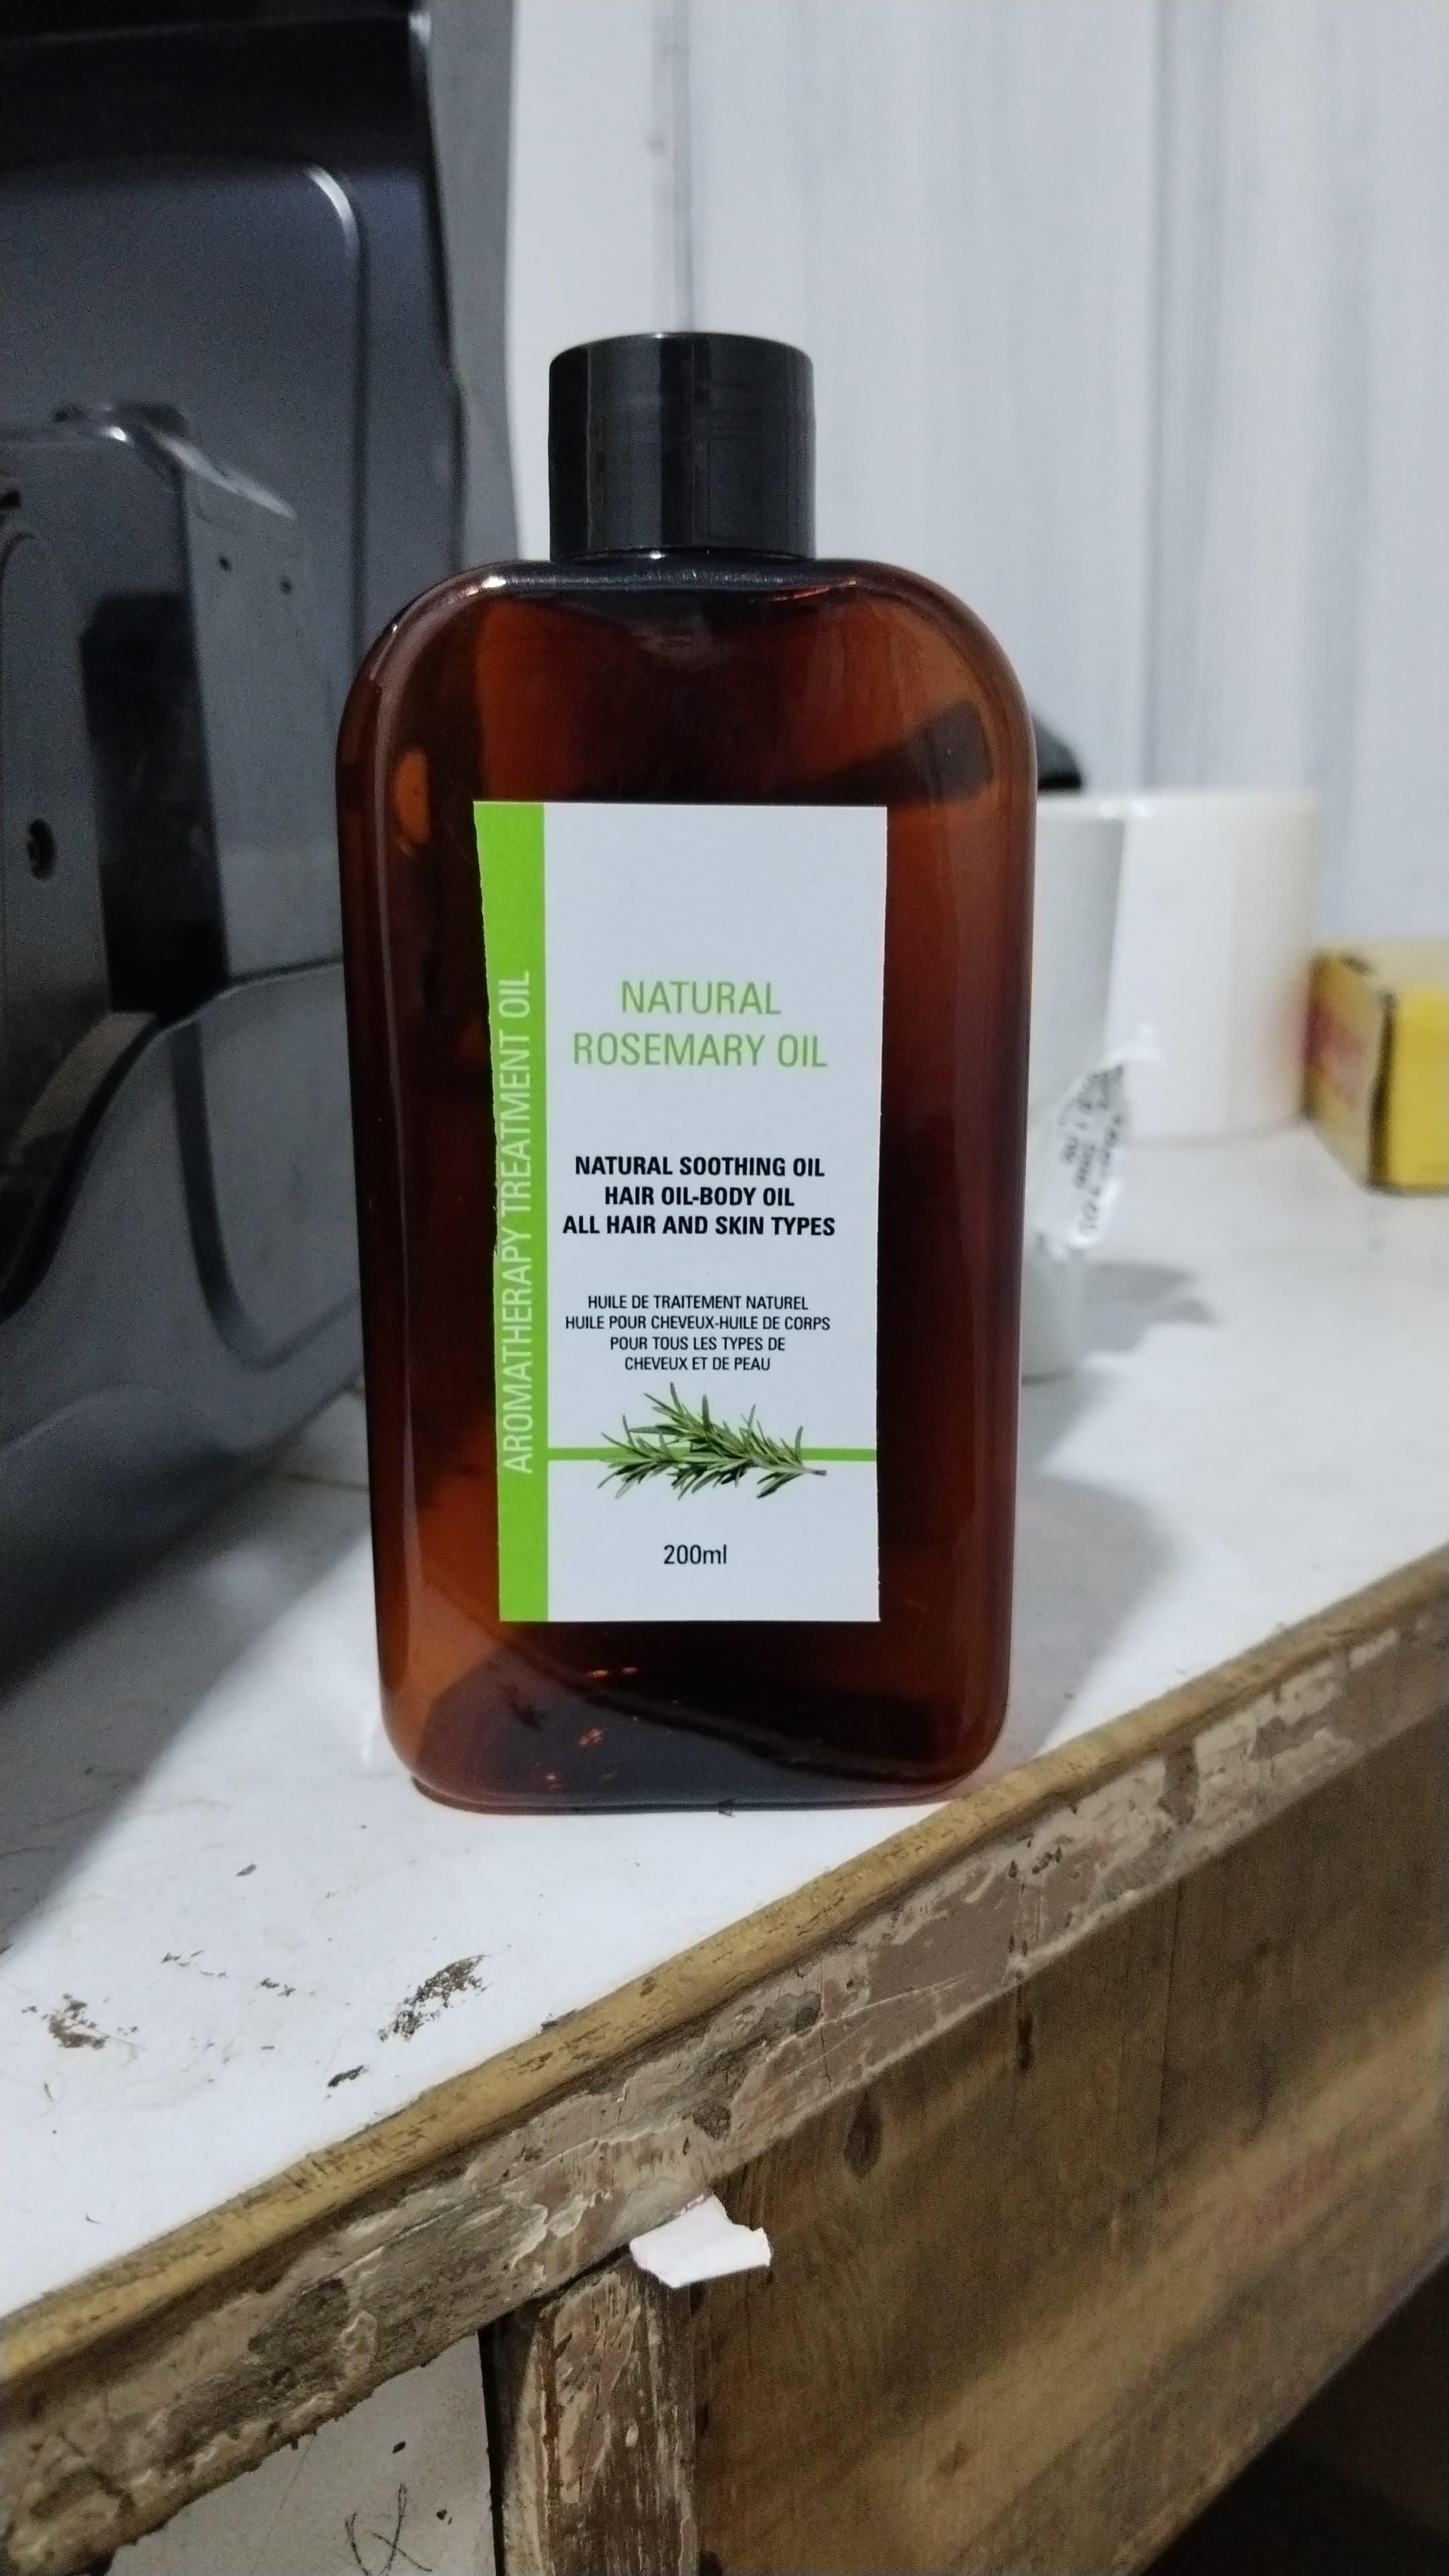 AROMATHERAPY TREATMENT OIL
NATURAL
ROSEMARY OIL
NATURAL SOOTHING OIL
HAIR OIL-BODY OIL
ALL HAIR AND SKIN TYPES
HUILE DE TRAITEMENT NATUREL
HUILE POUR CHEVEUX-HUILE DE CORPS
POUR TOUS LES TYPES DE
CHEVEUX ET DE PEAU
200ml